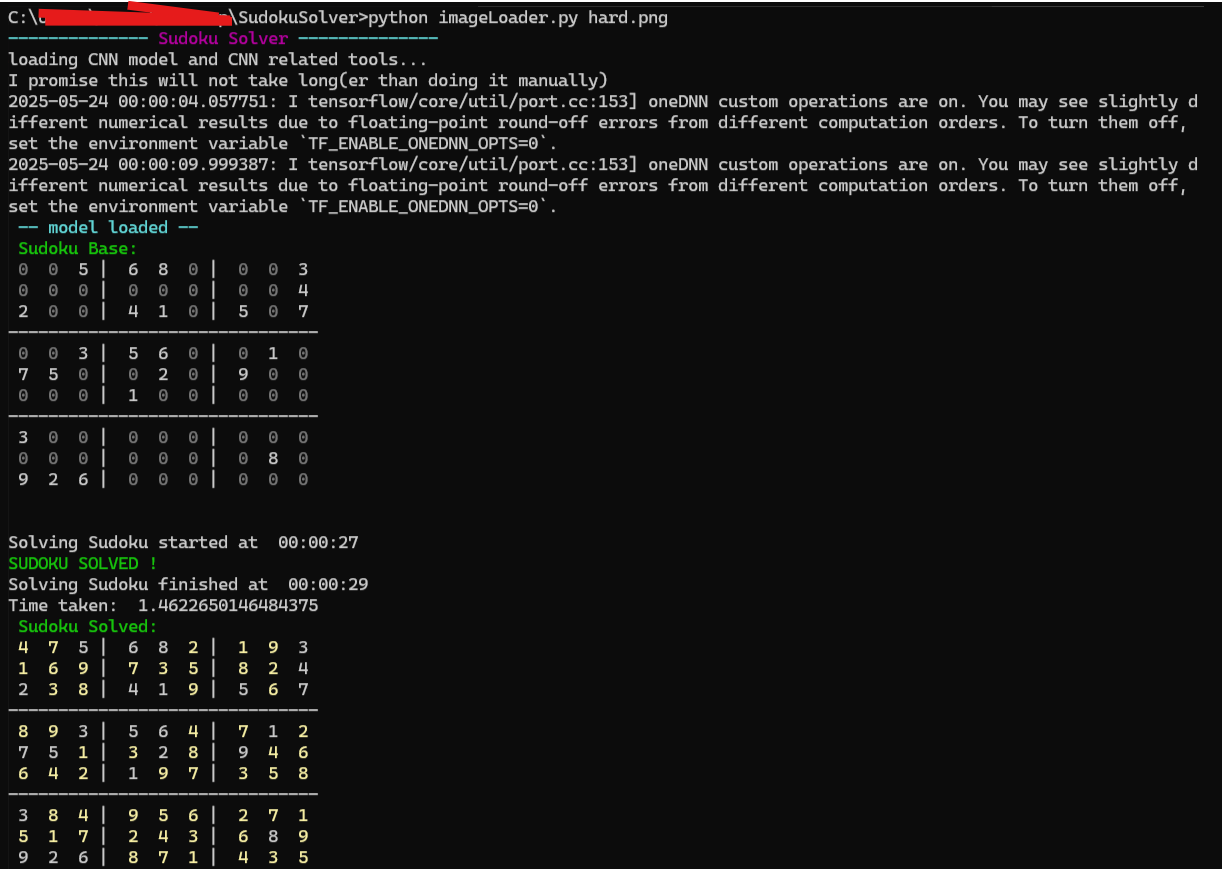 C:\ \SudokuSolver>python imageLoader.py hard.png
-------------- Sudoku Solver --------------
loading CNN model and CNN related tools...
I promise this will not take long(er than doing it manually)
2025-05-24 00:00:04.057751: I tensorflow/core/util/port.cc:153] oneDNN custom operations are on. You may see slightly d
ifferent numerical results due to floating-point round-off errors from different computation orders. To turn them off,
set the environment variable `TF_ENABLE_ONEDNN_OPTS=0`.
2025-05-24 00:00:09.999387: I tensorflow/core/util/port.cc:153] oneDNN custom operations are on. You may see slightly d
ifferent numerical results due to floating-point round-off errors from different computation orders. To turn them off,
set the environment variable `TF_ENABLE_ONEDNN_OPTS=0`.
-- model loaded --
Sudoku Base:
0 0 5 | 6 8 0 | 0 0 3
0 0 0 | 0 0 0 | 0 0 4
2 0 0 | 4 1 0 | 5 0 7
-------------------------------
0 0 3 | 5 6 0 | 0 1 0
7 5 0 | 0 2 0 | 9 0 0
0 0 0 | 1 0 0 | 0 0 0
-------------------------------
3 0 0 | 0 0 0 | 0 0 0
0 0 0 | 0 0 0 | 0 8 0
9 2 6 | 0 0 0 | 0 0 0
Solving Sudoku started at  00:00:27
SUDOKU SOLVED !
Solving Sudoku finished at  00:00:29
Time taken:  1.4622650146484375
Sudoku Solved:
4 7 5 | 6 8 2 | 1 9 3
1 6 9 | 7 3 5 | 8 2 4
2 3 8 | 4 1 9 | 5 6 7
-------------------------------
8 9 3 | 5 6 4 | 7 1 2
7 5 1 | 3 2 8 | 9 4 6
6 4 2 | 1 9 7 | 3 5 8
-------------------------------
3 8 4 | 9 5 6 | 2 7 1
5 1 7 | 2 4 3 | 6 8 9
9 2 6 | 8 7 1 | 4 3 5